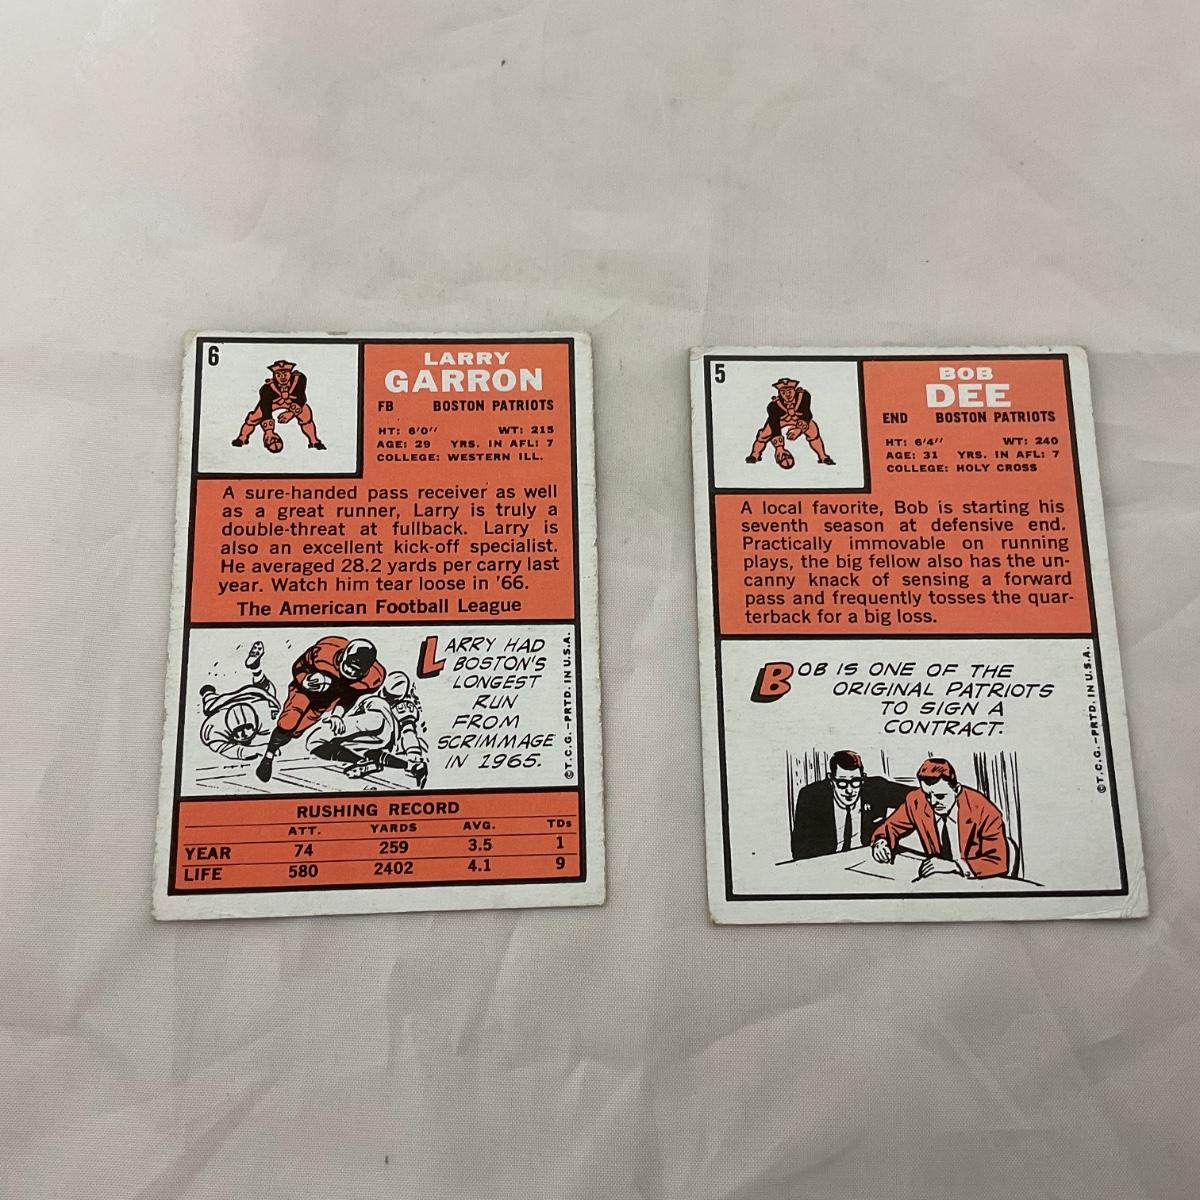 6
LARRY
GARRON
FB BOSTON PATRIOTS
HT: 6'0" WT: 215
AGE: 29 YRS. IN AFL: 7
COLLEGE: WESTERN ILL.
A sure-handed pass receiver as well
as a great runner, Larry is truly a
double-threat at fullback. Larry is
also an excellent kick-off specialist.
He averaged 28.2 yards per carry last
year. Watch him tear loose in '66.
The American Football League
LARRY HAD
BOSTON'S
LONGEST
RUN
FROM
SCRIMMAGE
IN 1965.
©T.C.G.-PRTD. IN U.S.A.
RUSHING RECORD
ATT. YARDS AVG. TDs
YEAR 74 259 3.5 1
LIFE 580 2402 4.1 9
5
BOB
DEE
END BOSTON PATRIOTS
HT: 6'4" WT: 240
AGE: 31 YRS. IN AFL: 7
COLLEGE: HOLY CROSS
A local favorite, Bob is starting his
seventh season at defensive end.
Practically immovable on running
plays, the big fellow also has the un-
canny knack of sensing a forward
pass and frequently tosses the quar-
terback for a big loss.
BOB IS ONE OF THE
ORIGINAL PATRIOTS
TO SIGN A
CONTRACT.
©T.C.G.-PRTD. IN U.S.A.